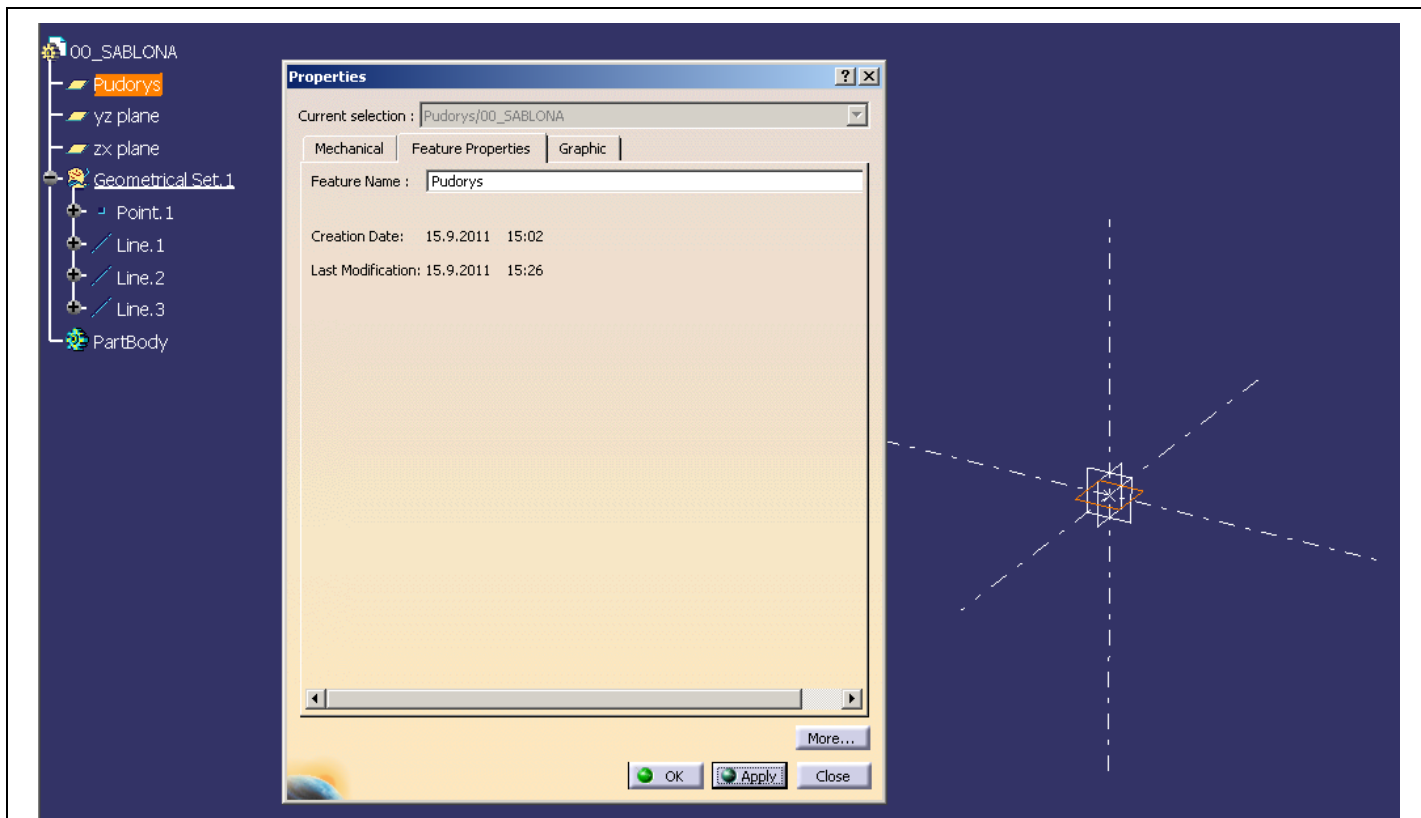 00_SABLONA
Pudorys
yz plane
zx plane
Geometrical Set.1
Point.1
Line.1
Line.2
Line.3
PartBody
Properties
Current selection : Pudorys/00_SABLONA
Mechanical Feature Properties Graphic
Feature Name : Pudorys
Creation Date: 15.9.2011 15:02
Last Modification: 15.9.2011 15:26
More...
OK Apply Close